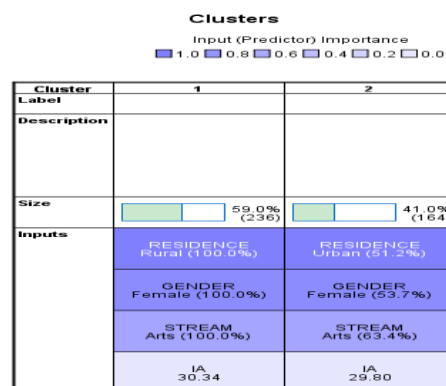 Clusters
Input (Predictor) Importance
1.0 0.8 0.6 0.4 0.2 0.0
Cluster 1 2
Label
Description
Size 59.0% 41.0%
(236) (164
Inputs
RESIDENCE RESIDENCE
Rural (100.0%) Urban (51.2%)
GENDER GENDER
Female (100.0%) Female (53.7%)
STREAM STREAM
Arts (100.0%) Arts (63.4%)
IA IA
30.34 29.80